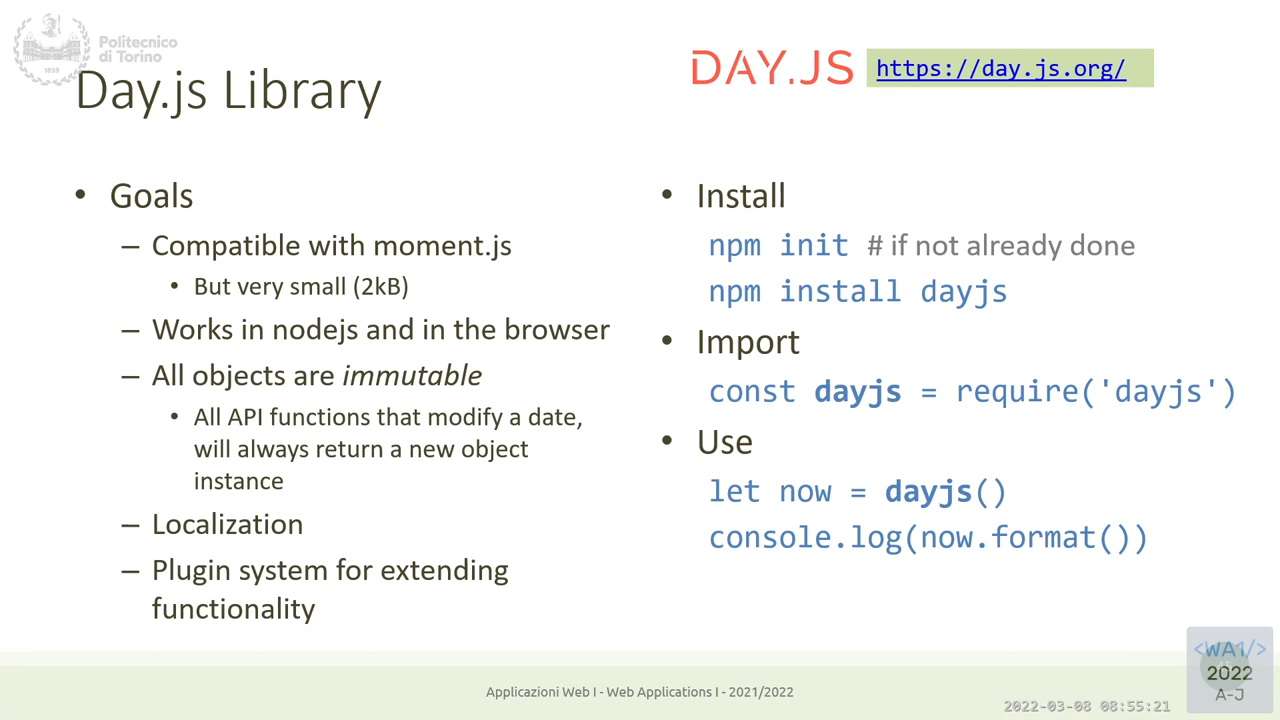 Politecnico
di Torino
1859
Day.js Library
DAY.JS
https://day.js.org/
• Goals
– Compatible with moment.js
• But very small (2kB)
– Works in nodejs and in the browser
– All objects are immutable
• All API functions that modify a date,
will always return a new object
instance
– Localization
– Plugin system for extending
functionality
• Install
npm init # if not already done
npm install dayjs
• Import
const dayjs = require('dayjs')
• Use
let now = dayjs()
console.log(now.format())
Applicazioni Web I - Web Applications I - 2021/2022
<WA1/>
2022
A-J
2022-03-08 08:55:21